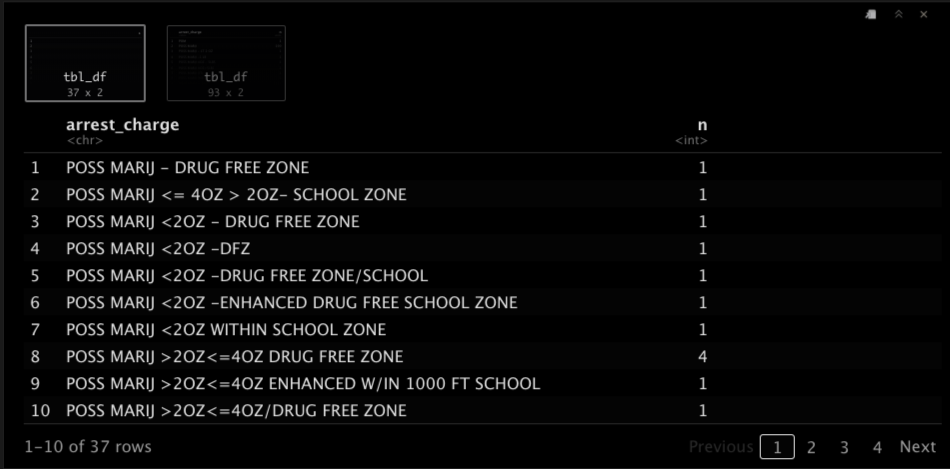 tbl_df
37 x 2
tbl_df
93 x 2
arrest_charge n
<chr> <int>
1 POSS MARIJ - DRUG FREE ZONE 1
2 POSS MARIJ <= 4OZ > 2OZ- SCHOOL ZONE 1
3 POSS MARIJ <2OZ - DRUG FREE ZONE 1
4 POSS MARIJ <2OZ -DFZ 1
5 POSS MARIJ <2OZ -DRUG FREE ZONE/SCHOOL 1
6 POSS MARIJ <2OZ -ENHANCED DRUG FREE SCHOOL ZONE 1
7 POSS MARIJ <2OZ WITHIN SCHOOL ZONE 1
8 POSS MARIJ >2OZ<=4OZ DRUG FREE ZONE 4
9 POSS MARIJ >2OZ<=4OZ ENHANCED W/IN 1000 FT SCHOOL 1
10 POSS MARIJ >2OZ<=4OZ/DRUG FREE ZONE 1
1-10 of 37 rows Previous 1 2 3 4 Next